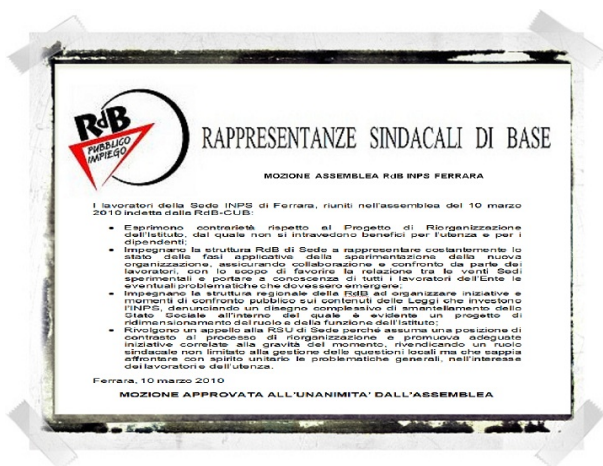 RdB
PUBBLICO
IMPIEGO
RAPPRESENTANZE SINDACALI DI BASE
MOZIONE ASSEMBLEA RdB INPS FERRARA
I lavoratori della Sede INPS di Ferrara, riuniti nell'assemblea del 10 marzo
2010 indetta dalla RdB-CUB:
• Esprimono contrarietà rispetto al Progetto di Riorganizzazione
dell'Istituto, dal quale non si intravedono benefici per l'utenza e per i
dipendenti;
• Impegnano la struttura RdB di Sede a rappresentare costantemente lo
stato delle fasi applicative della sperimentazione della nuova
organizzazione, assicurando collaborazione e confronto da parte dei
lavoratori, con lo scopo di favorire la relazione tra le venti Sedi
sperimentali e portare a conoscenza di tutti i lavoratori dell'Ente le
eventuali problematiche che dovessero emergere;
• Impegnano la struttura regionale della RdB ad organizzare iniziative e
momenti di confronto pubblico sui contenuti delle Leggi che investono
l'INPS, denunciando un disegno complessivo di smantellamento dello
Stato Sociale all'interno del quale è evidente un progetto di
ridimensionamento del ruolo e della funzione dell'Istituto;
• Rivolgono un appello alla RSU di Sede perché assuma una posizione di
contrasto al processo di riorganizzazione e promuova adeguate
iniziative correlate alla gravità del momento, rivendicando un ruolo
sindacale non limitato alla gestione delle questioni locali ma che sappia
affrontare con spirito unitario le problematiche generali, nell'interesse
dei lavoratori e dell'utenza.
Ferrara, 10 marzo 2010
MOZIONE APPROVATA ALL'UNANIMITA' DALL'ASSEMBLEA